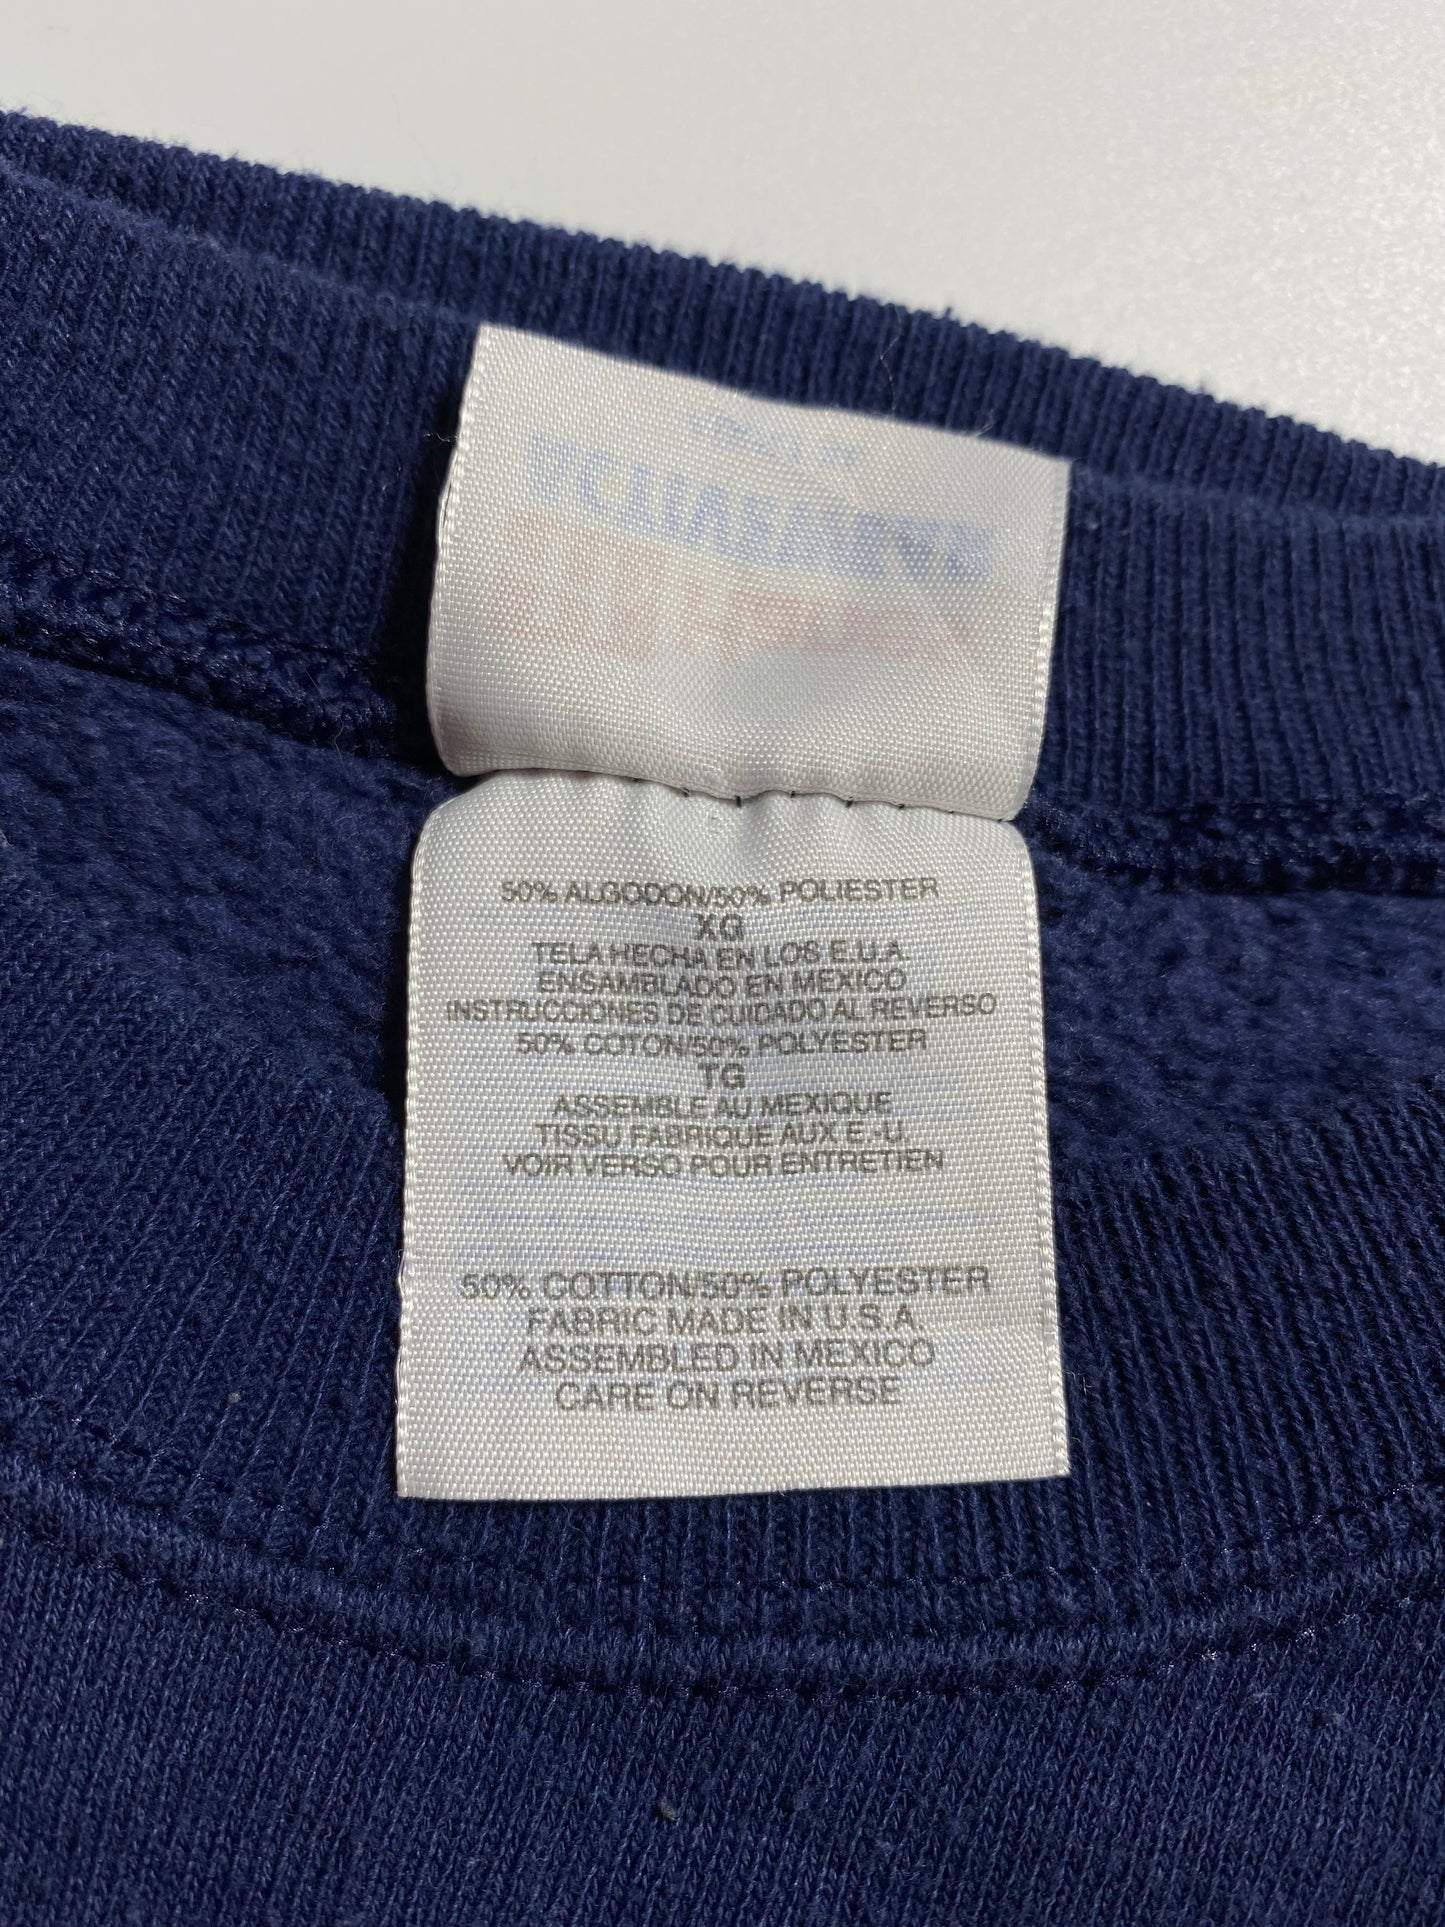 50% ALGODON/50% POLIESTER
XG
TELA HECHA EN LOS E.U.A
ENSAMBLADO EN MEXICO
INSTRUCCIONES DE CUIDADO AL REVERSO
50% COTON/50% POLYESTER
TG
ASSEMBLE AU MEXIQUE
TISSU FABRIQUE AUX E.-U.
VOIR VERSO POUR ENTRETIEN
50% COTTON/50% POLYESTER
FABRIC MADE IN U.S.A.
ASSEMBLED IN MEXICO
CARE ON REVERSE